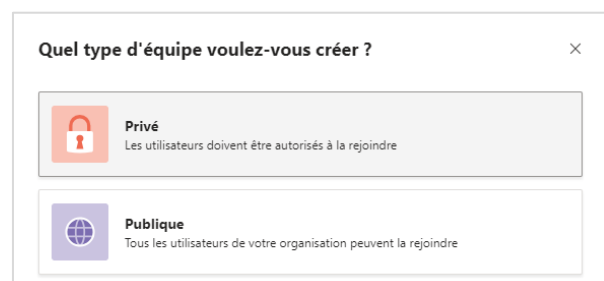 Quel type d'équipe voulez-vous créer ?
Privé
Les utilisateurs doivent être autorisés à la rejoindre
Publique
Tous les utilisateurs de votre organisation peuvent la rejoindre